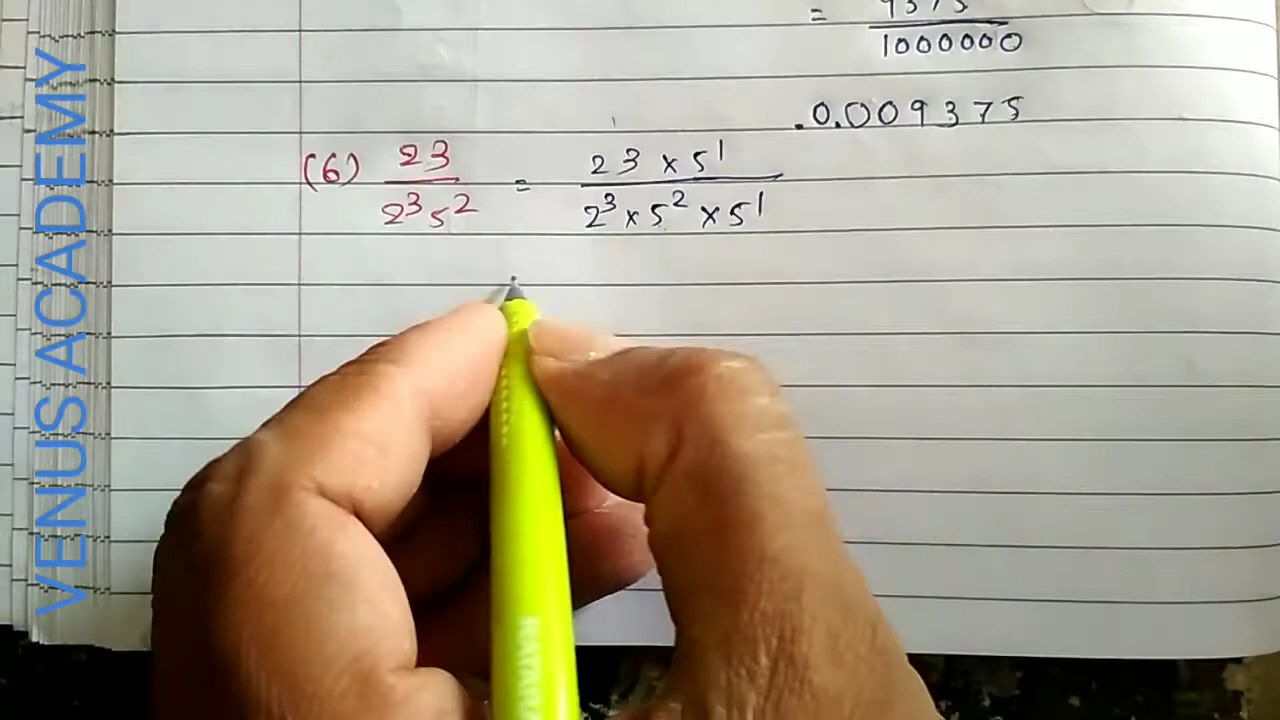 = 9375/1000000
.0.009375
(6) 23/2³5² = 23 × 5¹/2³ × 5² × 5¹
VENUS ACADEMY